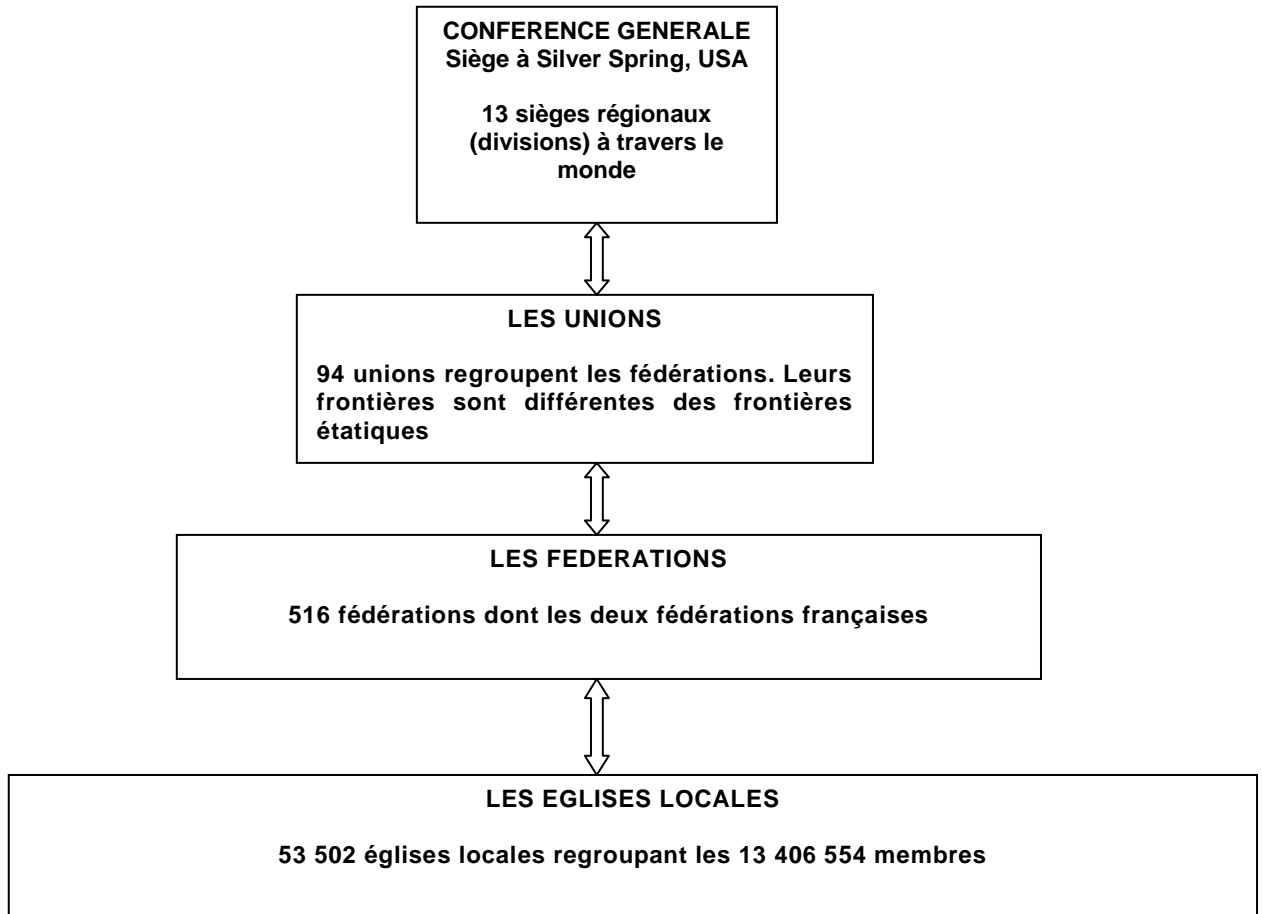 CONFERENCE GENERALE
Siège à Silver Spring, USA
13 sièges régionaux
(divisions) à travers le
monde
LES UNIONS
94 unions regroupent les fédérations. Leurs
frontières sont différentes des frontières
étatiques
LES FEDERATIONS
516 fédérations dont les deux fédérations françaises
LES EGLISES LOCALES
53 502 églises locales regroupant les 13 406 554 membres